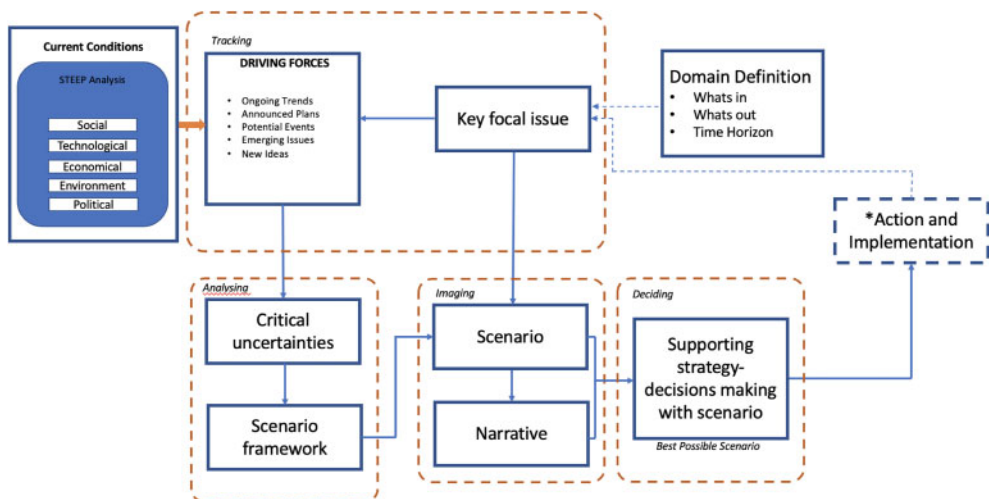 Current Conditions
STEEP Analysis
Social
Technological
Economical
Environment
Political
Tracking
DRIVING FORCES
• Ongoing Trends
• Announced Plans
• Potential Events
• Emerging Issues
• New Ideas
Key focal issue
Domain Definition
• Whats in
• Whats out
• Time Horizon
*Action and
Implementation
Analysing
Critical
uncertainties
Scenario
framework
Imaging
Scenario
Narrative
Deciding
Supporting
strategy-
decisions making
with scenario
Best Possible Scenario